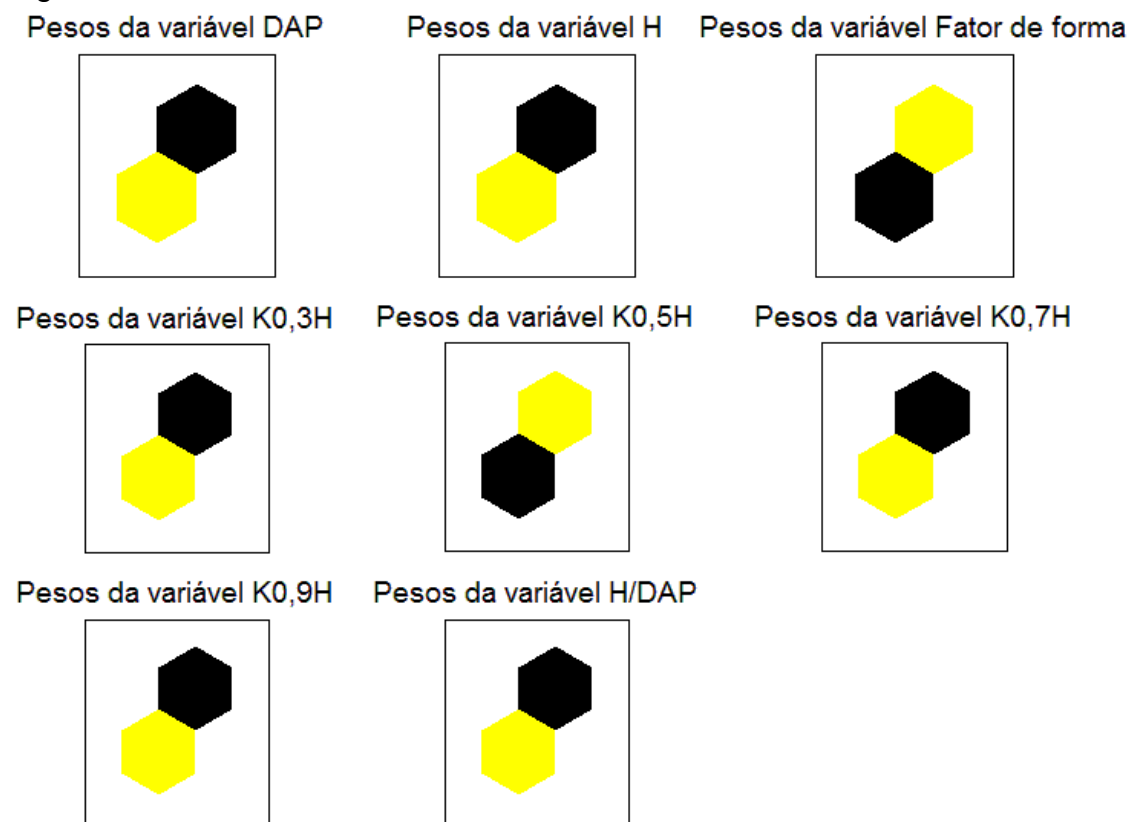 Pesos da variável DAP
Pesos da variável H
Pesos da variável Fator de forma
Pesos da variável K0,3H
Pesos da variável K0,5H
Pesos da variável K0,7H
Pesos da variável K0,9H
Pesos da variável H/DAP